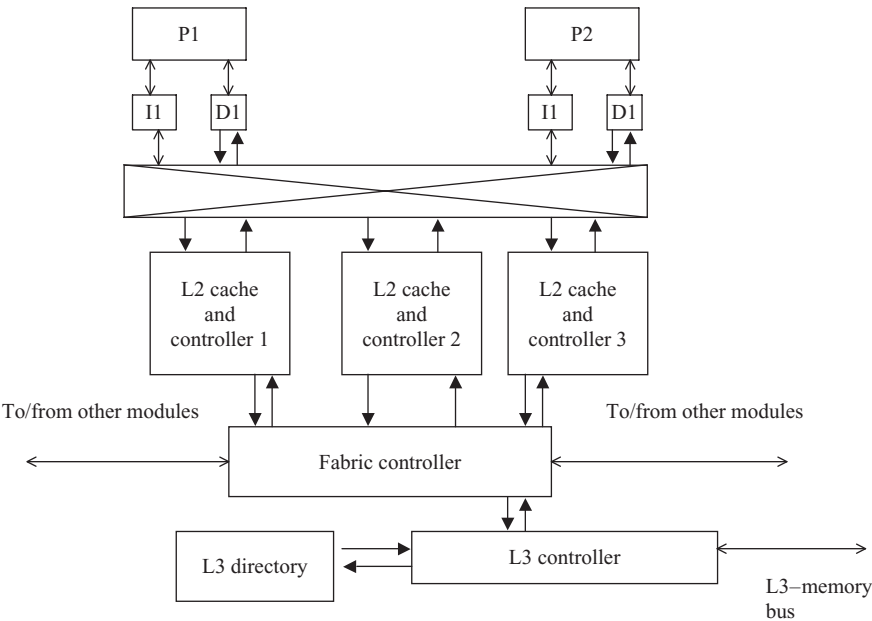 P1
P2
I1
D1
I1
D1
L2 cache
and
controller 1
L2 cache
and
controller 2
L2 cache
and
controller 3
To/from other modules
To/from other modules
Fabric controller
L3 directory
L3 controller
L3–memory
bus